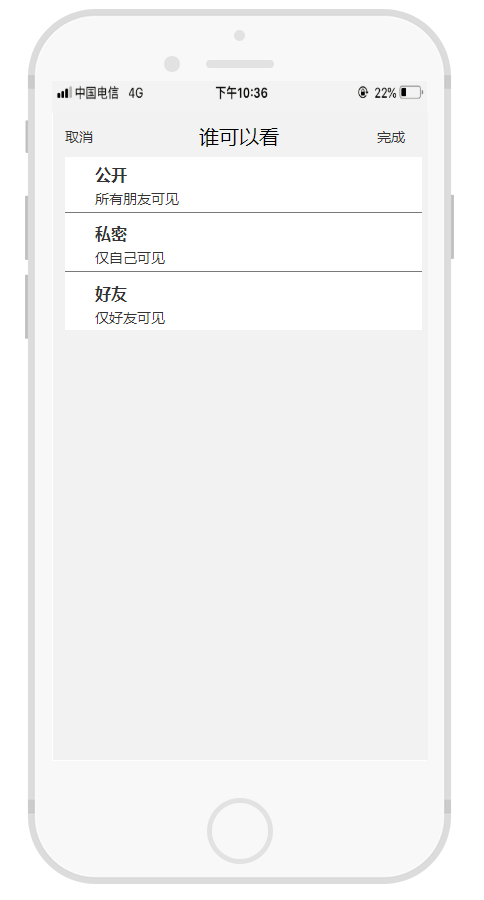 中国电信 4G 下午10:36 22%
取消 谁可以看 完成
公开
所有朋友可见
私密
仅自己可见
好友
仅好友可见